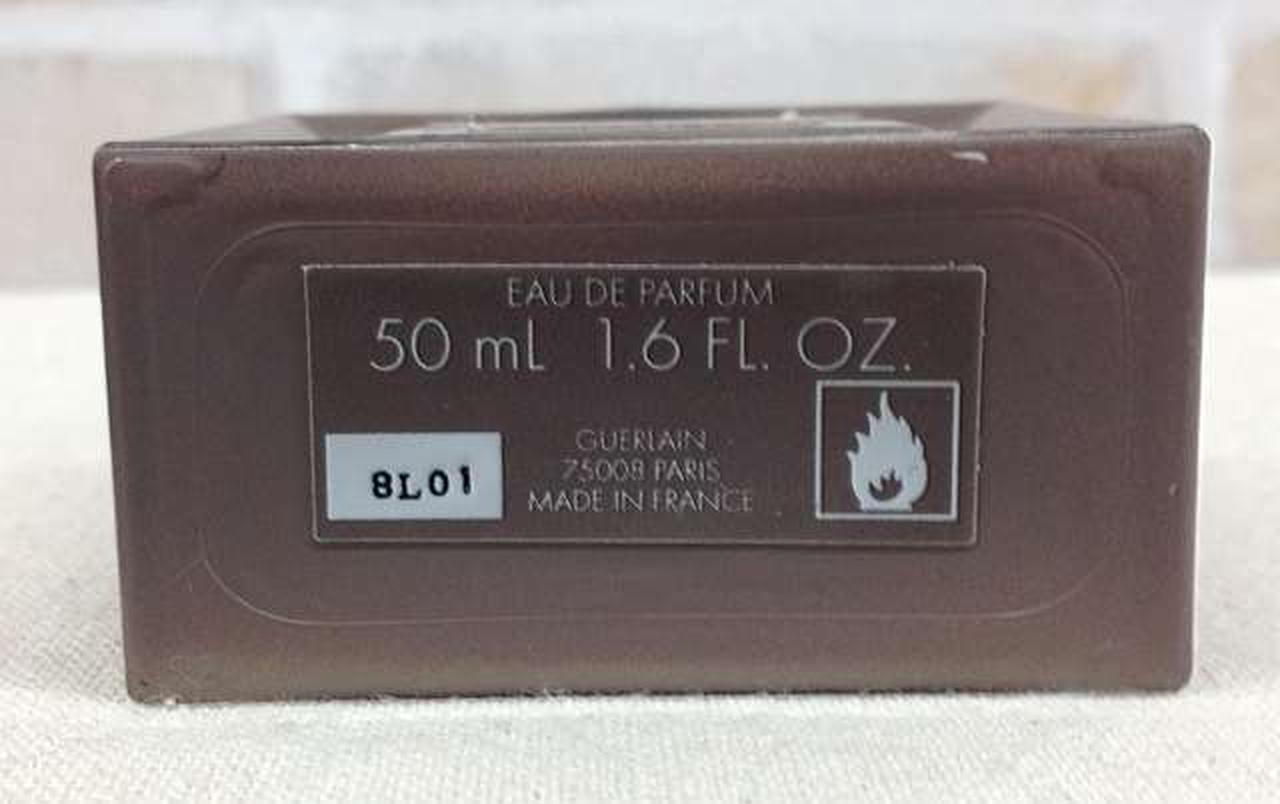 EAU DE PARFUM
50 mL 1.6 FL. OZ.
8L01
GUERLAIN
75008 PARIS
MADE IN FRANCE